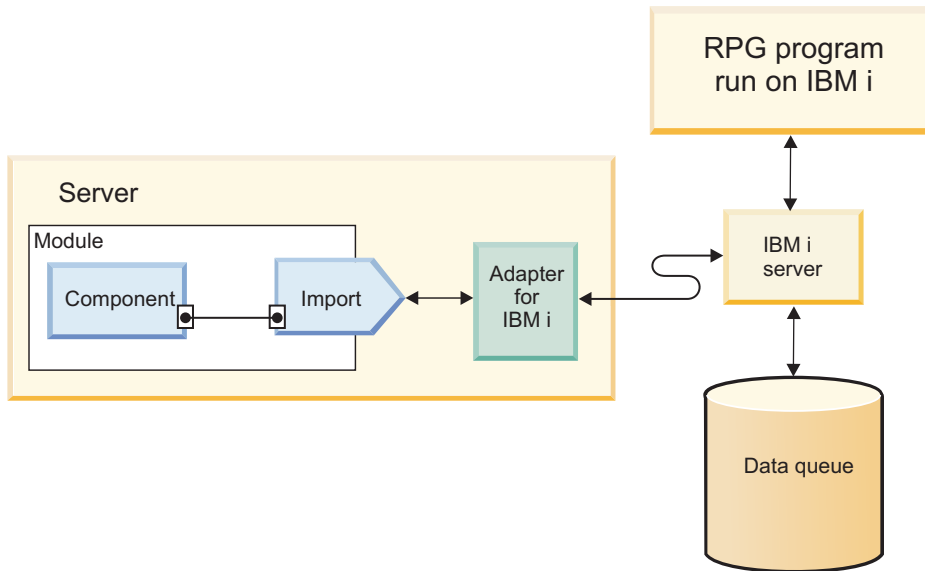 RPG program
run on IBM i
Server
Module
Component
Import
Adapter
for
IBM i
IBM i
server
Data queue